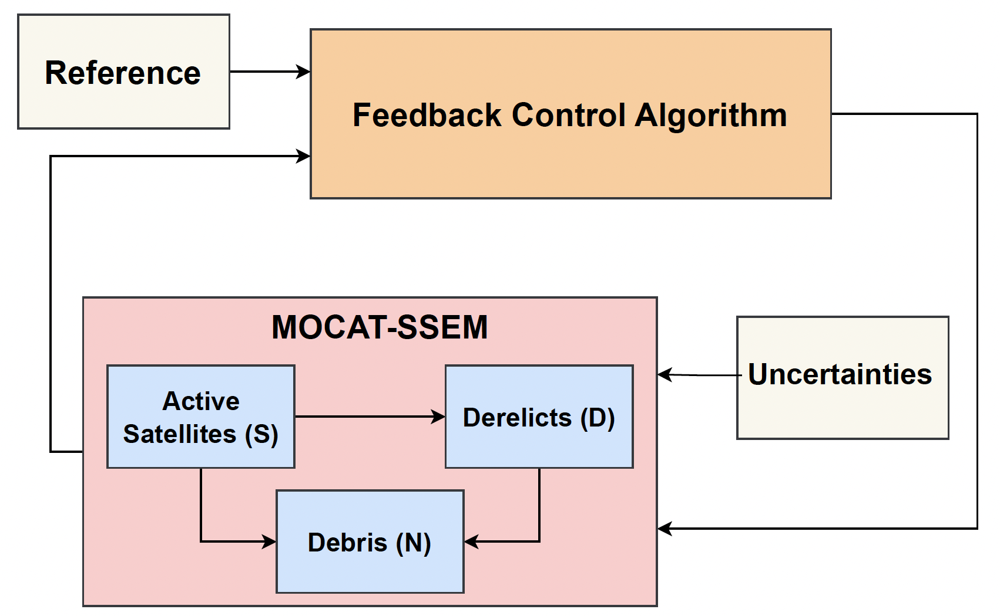 Reference
Feedback Control Algorithm
MOCAT-SSEM
Active
Satellites (S)
Derelicts (D)
Uncertainties
Debris (N)